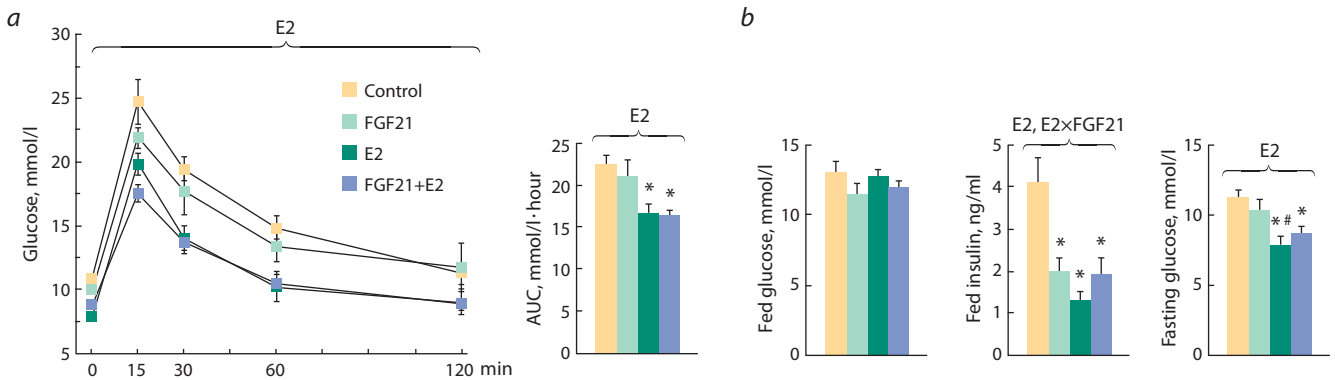 a
E2
Glucose, mmol/l
30
25
20
15
10
5
0
15
30
60
120
min
Control
FGF21
E2
FGF21+E2
E2
AUC, mmol/l·hour
25
20
15
10
5
0
* *
b
Fed glucose, mmol/l
15
10
5
0
E2, E2×FGF21
Fed insulin, ng/ml
5
4
3
2
1
0
* * *
E2
Fasting glucose, mmol/l
15
10
5
0
*# *